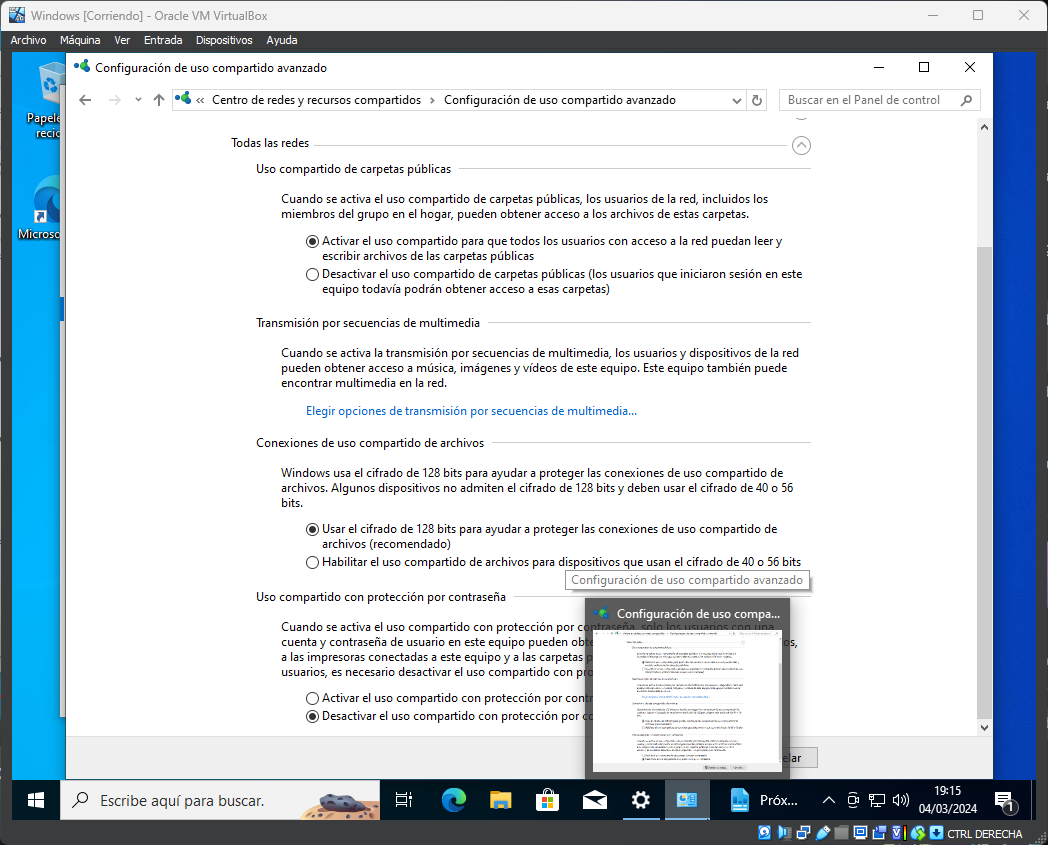 Windows [Corriendo] - Oracle VM VirtualBox
Archivo Máquina Ver Entrada Dispositivos Ayuda
Configuración de uso compartido avanzado
« Centro de redes y recursos compartidos › Configuración de uso compartido avanzado
Buscar en el Panel de control
Papele
recic
Microso
Todas las redes
Uso compartido de carpetas públicas
Cuando se activa el uso compartido de carpetas públicas, los usuarios de la red, incluidos los
miembros del grupo en el hogar, pueden obtener acceso a los archivos de estas carpetas.
Activar el uso compartido para que todos los usuarios con acceso a la red puedan leer y
escribir archivos de las carpetas públicas
Desactivar el uso compartido de carpetas públicas (los usuarios que iniciaron sesión en este
equipo todavía podrán obtener acceso a esas carpetas)
Transmisión por secuencias de multimedia
Cuando se activa la transmisión por secuencias de multimedia, los usuarios y dispositivos de la red
pueden obtener acceso a música, imágenes y vídeos de este equipo. Este equipo también puede
encontrar multimedia en la red.
Elegir opciones de transmisión por secuencias de multimedia...
Conexiones de uso compartido de archivos
Windows usa el cifrado de 128 bits para ayudar a proteger las conexiones de uso compartido de
archivos. Algunos dispositivos no admiten el cifrado de 128 bits y deben usar el cifrado de 40 o 56
bits.
Usar el cifrado de 128 bits para ayudar a proteger las conexiones de uso compartido de
archivos (recomendado)
Habilitar el uso compartido de archivos para dispositivos que usan el cifrado de 40 o 56 bits
Configuración de uso compartido avanzado
Uso compartido con protección por contraseña
Configuración de uso compa...
Cuando se activa el uso compartido con protección por contraseña, solo los usuarios con una
cuenta y contraseña de usuario en este equipo pueden obte
os,
a las impresoras conectadas a este equipo y a las carpetas p
usuarios, es necesario desactivar el uso compartido con pro
Activar el uso compartido con protección por contr
Desactivar el uso compartido con protección por co
elar
Escribe aquí para buscar.
Próx...
19:15
04/03/2024
1
CTRL DERECHA